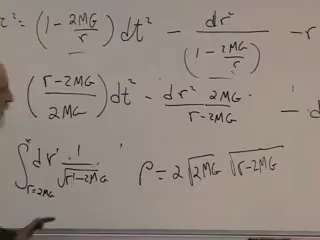 τ² = (1 - 2MG/r) dt² - dr²/(1 - 2MG/r) - r
((r-2MG)/2MG) dt² - dr² 2MG/(r-2MG) - d
∫_{r=2MG}^{r} dr' 1/√(r'-2MG) ρ = 2√2MG √r-2MG